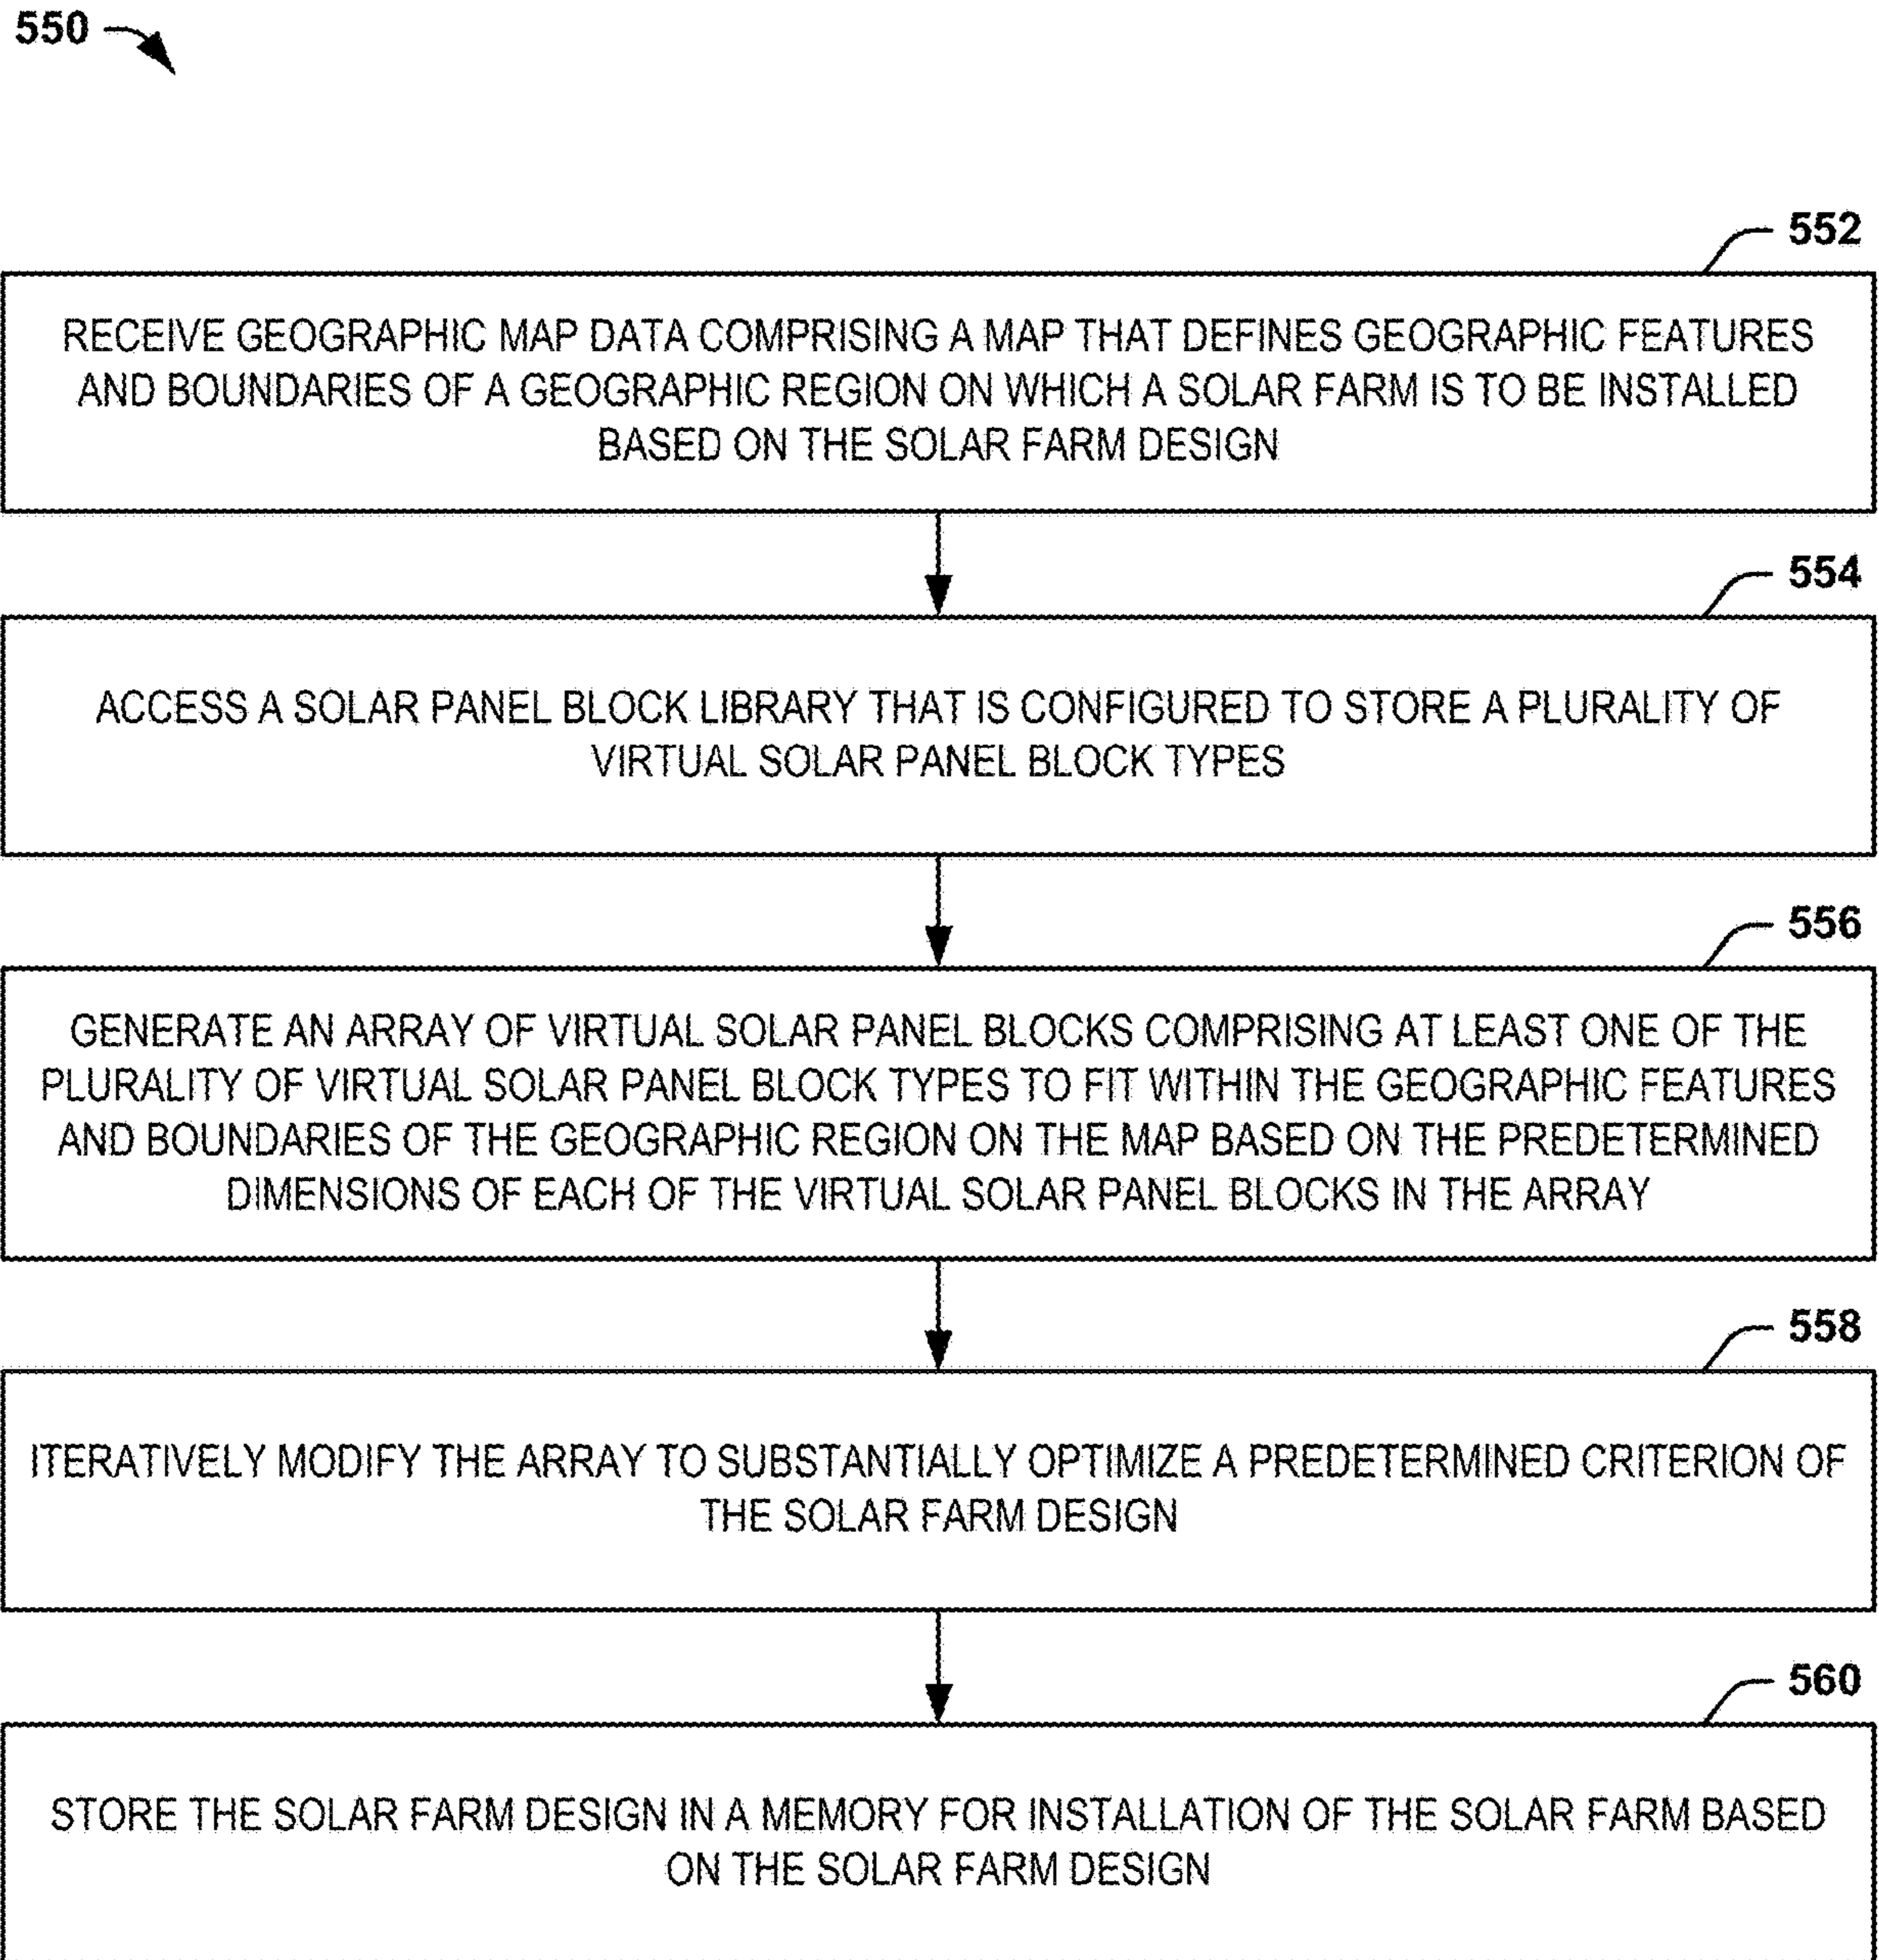 550
552
RECEIVE GEOGRAPHIC MAP DATA COMPRISING A MAP THAT DEFINES GEOGRAPHIC FEATURES
AND BOUNDARIES OF A GEOGRAPHIC REGION ON WHICH A SOLAR FARM IS TO BE INSTALLED
BASED ON THE SOLAR FARM DESIGN
554
ACCESS A SOLAR PANEL BLOCK LIBRARY THAT IS CONFIGURED TO STORE A PLURALITY OF
VIRTUAL SOLAR PANEL BLOCK TYPES
556
GENERATE AN ARRAY OF VIRTUAL SOLAR PANEL BLOCKS COMPRISING AT LEAST ONE OF THE
PLURALITY OF VIRTUAL SOLAR PANEL BLOCK TYPES TO FIT WITHIN THE GEOGRAPHIC FEATURES
AND BOUNDARIES OF THE GEOGRAPHIC REGION ON THE MAP BASED ON THE PREDETERMINED
DIMENSIONS OF EACH OF THE VIRTUAL SOLAR PANEL BLOCKS IN THE ARRAY
558
ITERATIVELY MODIFY THE ARRAY TO SUBSTANTIALLY OPTIMIZE A PREDETERMINED CRITERION OF
THE SOLAR FARM DESIGN
560
STORE THE SOLAR FARM DESIGN IN A MEMORY FOR INSTALLATION OF THE SOLAR FARM BASED
ON THE SOLAR FARM DESIGN